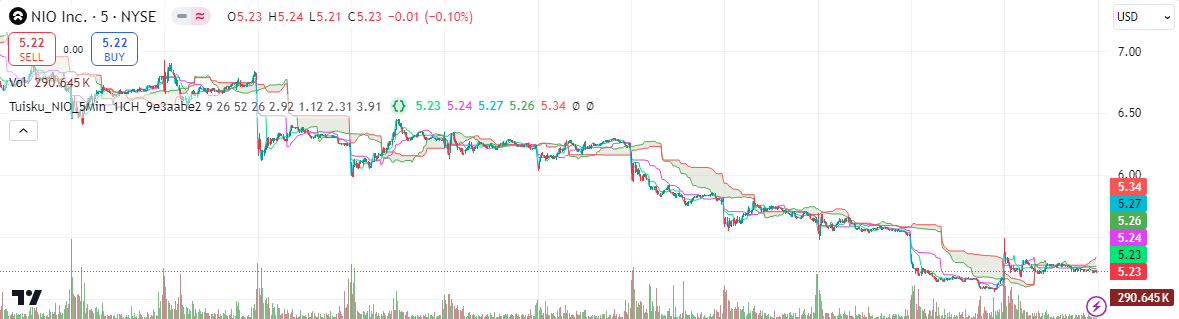 NIO Inc. · 5 · NYSE O5.23 H5.24 L5.21 C5.23 −0.01 (−0.10%)
USD
5.22
SELL
0.00
5.22
BUY
Vol 290.645K
Tuisku_NIO_5Min_1ICH_9e3aabe2 9 26 52 26 2.92 1.12 2.31 3.91 {} 5.23 5.24 5.27 5.26 5.34 Ø Ø
7.00
6.50
6.00
5.34
5.27
5.26
5.24
5.23
5.23
290.645K